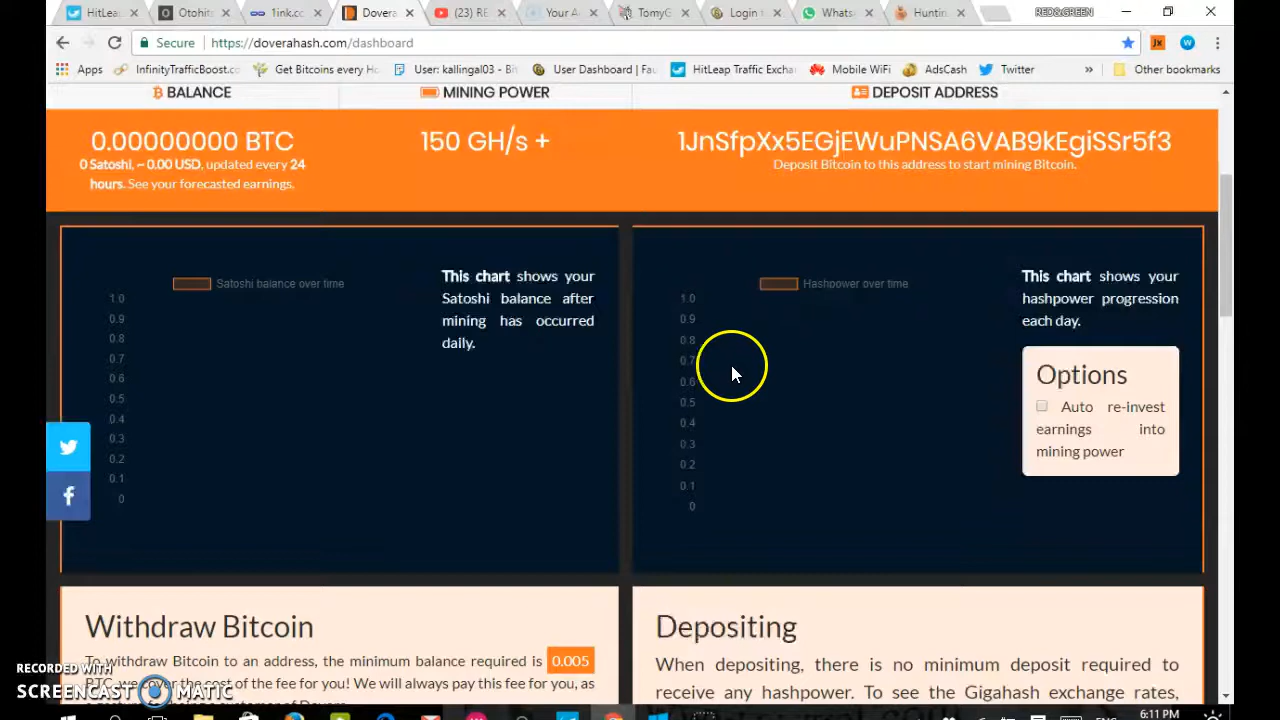 HitLea
Otohits
1ink.cc
Dovera
(23) RE
Your A
TomyG
Login
Whats
Huntin
RED&GREEN
Secure
https://doverahash.com/dashboard
Apps
InfinityTrafficBoost.co
Get Bitcoins every Ho
User: kallingal03 - Bit
User Dashboard | Fau
HitLeap Traffic Exchan
Mobile WiFi
AdsCash
Twitter
»
Other bookmarks
BALANCE
MINING POWER
DEPOSIT ADDRESS
0.00000000 BTC
150 GH/s +
1JnSfpXx5EGjEWuPNSA6VAB9kEgiSSr5f3
0 Satoshi, ~ 0.00 USD, updated every 24
hours. See your forecasted earnings.
Deposit Bitcoin to this address to start mining Bitcoin.
Satoshi balance over time
1.0
0.9
0.8
0.7
0.6
0.5
0.4
0.3
0.2
0.1
0
This chart shows your
Satoshi balance after
mining has occurred
daily.
Hashpower over time
1.0
0.9
0.8
0.7
0.6
0.5
0.4
0.3
0.2
0.1
0
This chart shows your
hashpower progression
each day.
Options
Auto re-invest
earnings into
mining power
Withdraw Bitcoin
To withdraw Bitcoin to an address, the minimum balance required is 0.005
BTC, we cover the cost of the fee for you! We will always pay this fee for you, as
Depositing
When depositing, there is no minimum deposit required to
receive any hashpower. To see the Gigahash exchange rates,
RECORDED WITH
SCREENCAST MATIC
ENG
6:11 PM